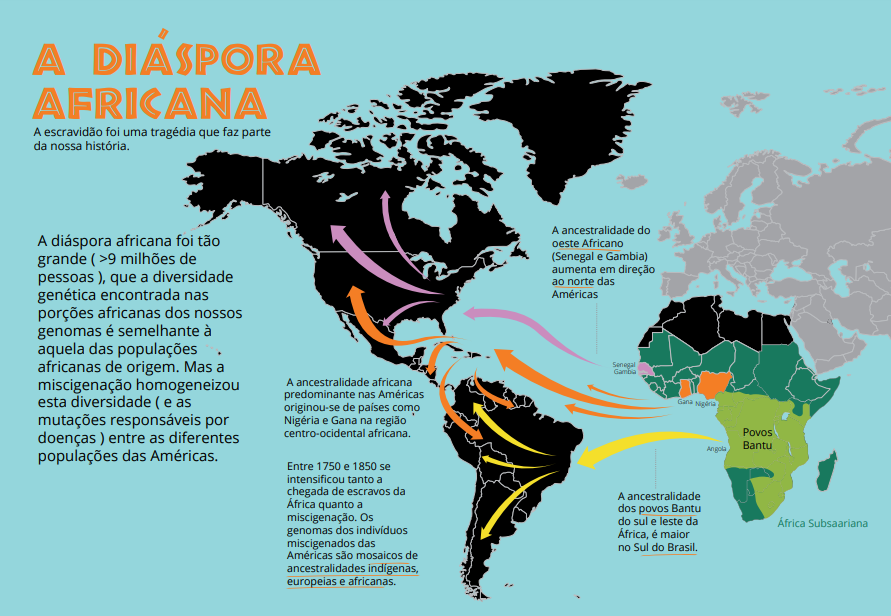 A DIÁSPORA
AFRICANA
A escravidão foi uma tragédia que faz parte
da nossa história.
A diáspora africana foi tão
grande ( >9 milhões de
pessoas ), que a diversidade
genética encontrada nas
porções africanas dos nossos
genomas é semelhante à
aquela das populações
africanas de origem. Mas a
miscigenação homogeneizou
esta diversidade ( e as
mutações responsáveis por
doenças ) entre as diferentes
populações das Américas.
A ancestralidade do
oeste Africano
(Senegal e Gambia)
aumenta em direção
ao norte das
Américas
Senegal
Gambia
Gana
Nigéria
A ancestralidade africana
predominante nas Américas
originou-se de países como
Nigéria e Gana na região
centro-ocidental africana.
Entre 1750 e 1850 se
intensificou tanto a
chegada de escravos da
África quanto a
miscigenação. Os
genomas dos indivíduos
miscigenados das
Américas são mosaicos de
ancestralidades indígenas,
europeias e africanas.
Angola
Povos
Bantu
A ancestralidade
dos povos Bantu
do sul e leste da
África, é maior
no Sul do Brasil.
África Subsaariana